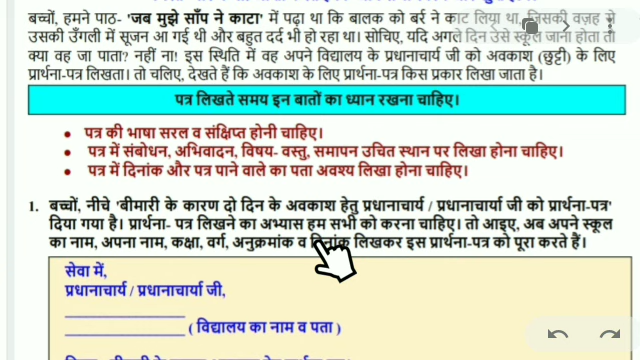 बच्चों, हमने पाठ- 'जब मुझे साँप ने काटा' में पढ़ा था कि बालक को बर्र ने काट लिया था, जिसकी वज़ह से
उसकी उँगली में सूजन आ गई थी और बहुत दर्द भी हो रहा था। सोचिए, यदि अगले दिन उसे स्कूल जाना होता तो
क्या वह जा पाता? नहीं ना! इस स्थिति में वह अपने विद्यालय के प्रधानाचार्य जी को अवकाश (छुट्टी) के लिए
प्रार्थना-पत्र लिखता। तो चलिए, देखते हैं कि अवकाश के लिए प्रार्थना-पत्र किस प्रकार लिखा जाता है।
पत्र लिखते समय इन बातों का ध्यान रखना चाहिए।
• पत्र की भाषा सरल व संक्षिप्त होनी चाहिए।
• पत्र में संबोधन, अभिवादन, विषय- वस्तु, समापन उचित स्थान पर लिखा होना चाहिए।
• पत्र में दिनांक और पत्र पाने वाले का पता अवश्य लिखा होना चाहिए।
1. बच्चों, नीचे 'बीमारी के कारण दो दिन के अवकाश हेतु प्रधानाचार्य / प्रधानाचार्या जी को प्रार्थना-पत्र'
दिया गया है। प्रार्थना- पत्र लिखने का अभ्यास हम सभी को करना चाहिए। तो आइए, अब अपने स्कूल
का नाम, अपना नाम, कक्षा, वर्ग, अनुक्रमांक व दिनांक लिखकर इस प्रार्थना-पत्र को पूरा करते हैं।
सेवा में,
प्रधानाचार्य / प्रधानाचार्या जी,
( विद्यालय का नाम व पता )